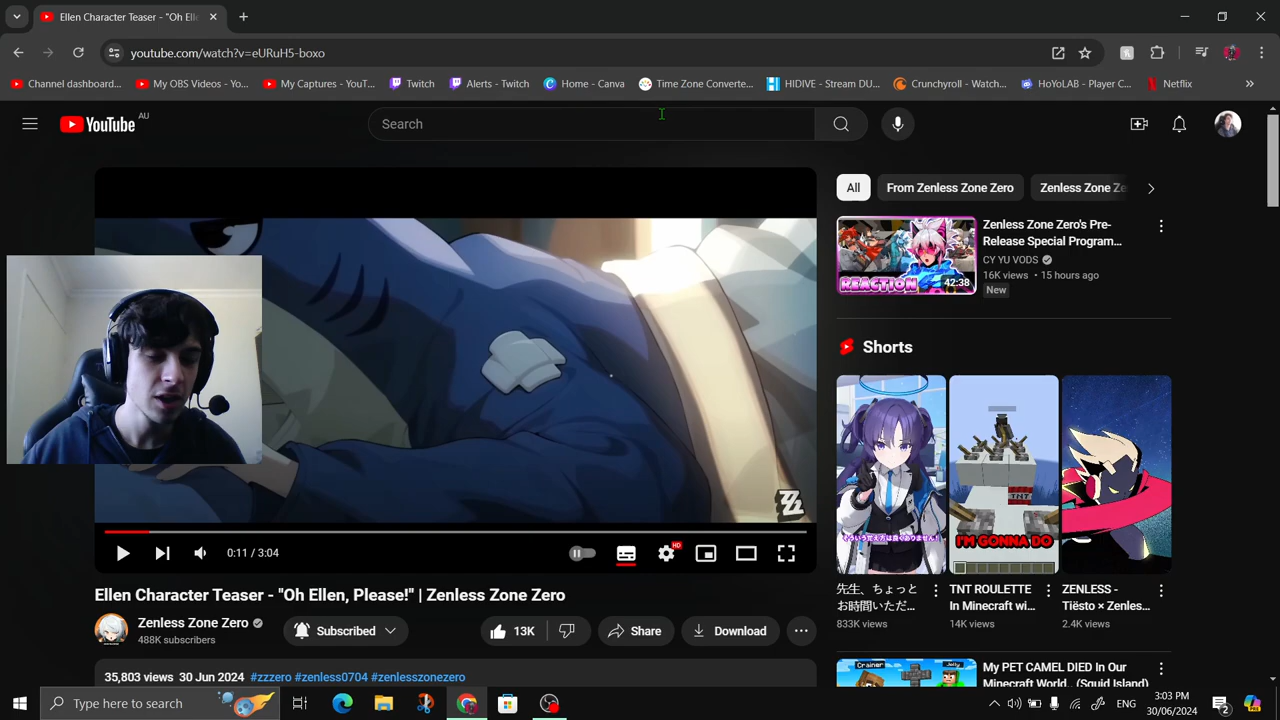 Ellen Character Teaser - "Oh Elle
youtube.com/watch?v=eURuH5-boxo
Channel dashboard...
My OBS Videos - Yo...
My Captures - YouT...
Twitch
Alerts - Twitch
Home - Canva
Time Zone Converte...
HIDIVE - Stream DU...
Crunchyroll - Watch...
HoYoLAB - Player C...
Netflix
YouTube AU
Search
All
From Zenless Zone Zero
Zenless Zone Ze
Zenless Zone Zero's Pre-
Release Special Program...
CY YU VODS
16K views • 15 hours ago
New
REACTION
42:38
Shorts
I'M GONNA DO
TNT
先生、ちょっと
お時間いただ...
833K views
TNT ROULETTE
In Minecraft wi...
14K views
ZENLESS -
Tiësto × Zenles...
2.4K views
0:11 / 3:04
HD
Ellen Character Teaser - "Oh Ellen, Please!" | Zenless Zone Zero
Zenless Zone Zero
488K subscribers
Subscribed
13K
Share
Download
35,803 views 30 Jun 2024 #zzzero #zenless0704 #zenlesszonezero
Crainer
Jelly
My PET CAMEL DIED In Our
Minecraft World.. (Squid Island)
Type here to search
ENG
3:03 PM
30/06/2024
2